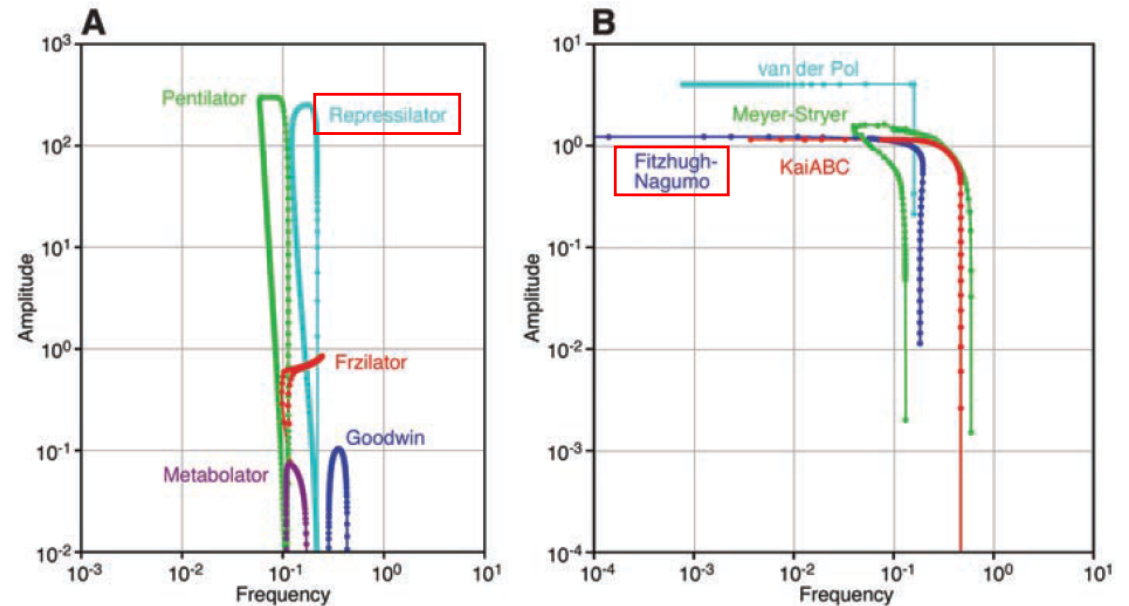 A
B
10³
10²
10¹
10⁰
10⁻¹
10⁻²
Amplitude
Pentilator
Repressilator
Frzilator
Goodwin
Metabolator
10⁻³
10⁻²
10⁻¹
10⁰
10¹
Frequency
10¹
10⁰
10⁻¹
10⁻²
10⁻³
10⁻⁴
Amplitude
van der Pol
Meyer-Stryer
Fitzhugh-
Nagumo
KaiABC
10⁻⁴
10⁻³
10⁻²
10⁻¹
10⁰
10¹
Frequency